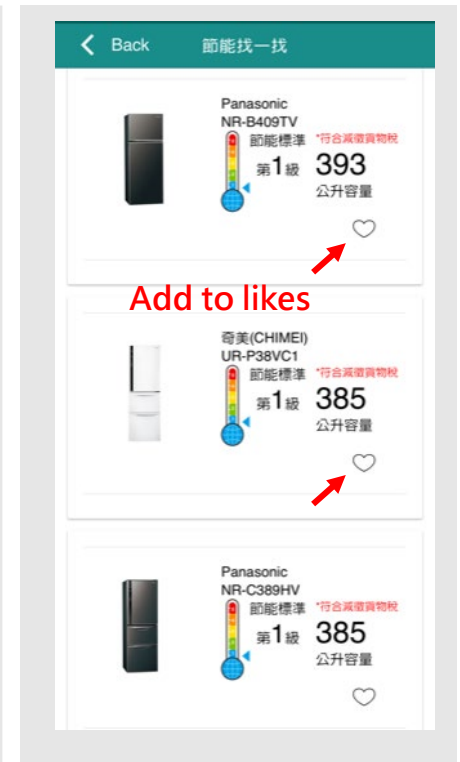 Back 節能找一找
Panasonic
NR-B409TV
節能標準 *符合減徵貨物稅
第1級 393
公升容量
Add to likes
奇美(CHIMEI)
UR-P38VC1
節能標準 *符合減徵貨物稅
第1級 385
公升容量
Panasonic
NR-C389HV
節能標準 *符合減徵貨物稅
第1級 385
公升容量